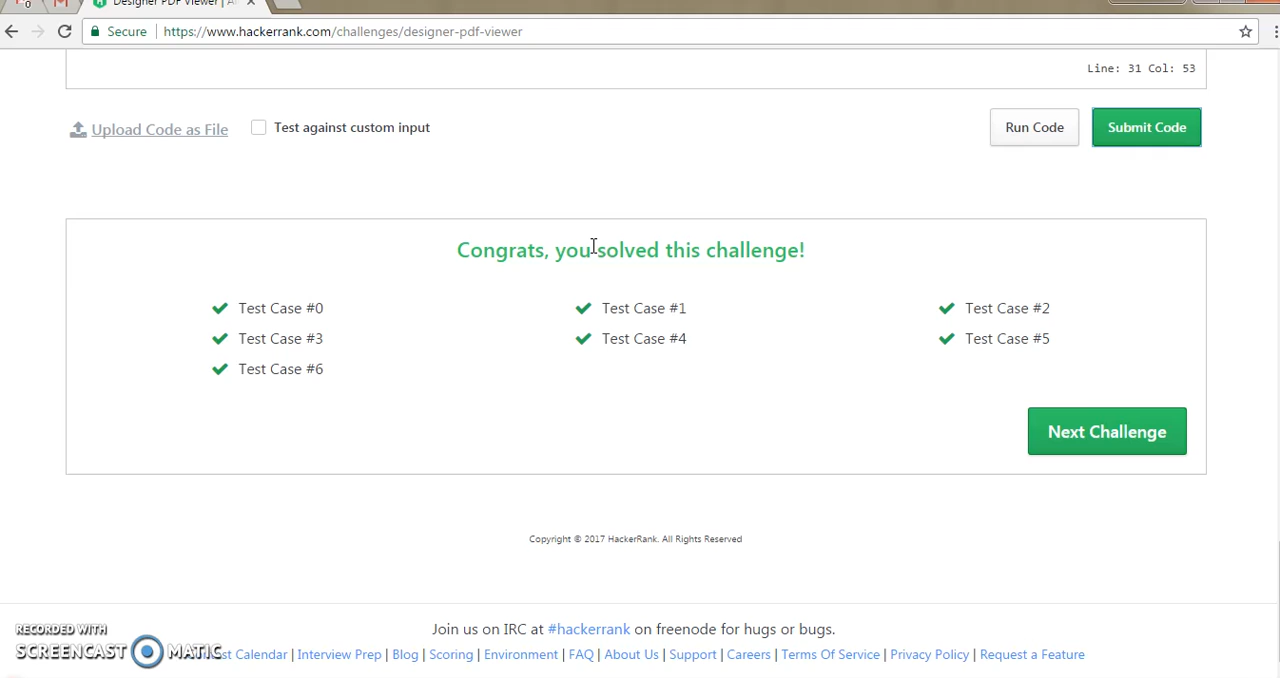 Designer PDF Viewer | A
Secure | https://www.hackerrank.com/challenges/designer-pdf-viewer
Line: 31 Col: 53
Upload Code as File Test against custom input Run Code Submit Code
Congrats, you solved this challenge!
Test Case #0 Test Case #1 Test Case #2
Test Case #3 Test Case #4 Test Case #5
Test Case #6
Next Challenge
Copyright © 2017 HackerRank. All Rights Reserved
Join us on IRC at #hackerrank on freenode for hugs or bugs.
Calendar | Interview Prep | Blog | Scoring | Environment | FAQ | About Us | Support | Careers | Terms Of Service | Privacy Policy | Request a Feature
RECORDED WITH
SCREENCAST MATIC